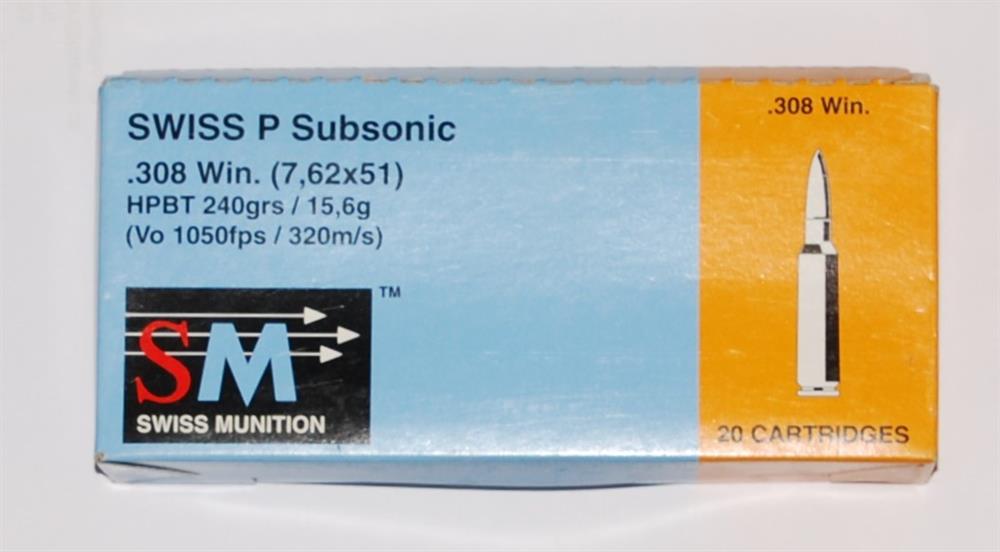 SWISS P Subsonic
.308 Win. (7,62x51)
HPBT 240grs / 15,6g
(Vo 1050fps / 320m/s)
SM
TM
SWISS MUNITION
.308 Win.
20 CARTRIDGES